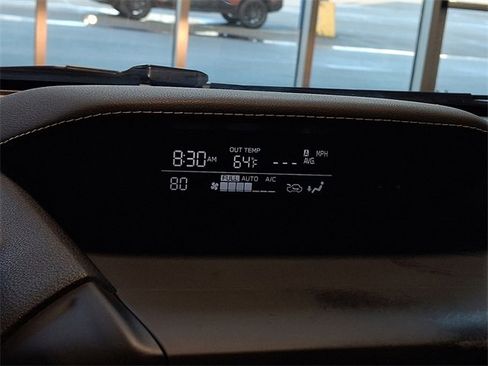 OUT TEMP A MPH
8:30AM 64°F --- AVG.
FULL AUTO A/C
80